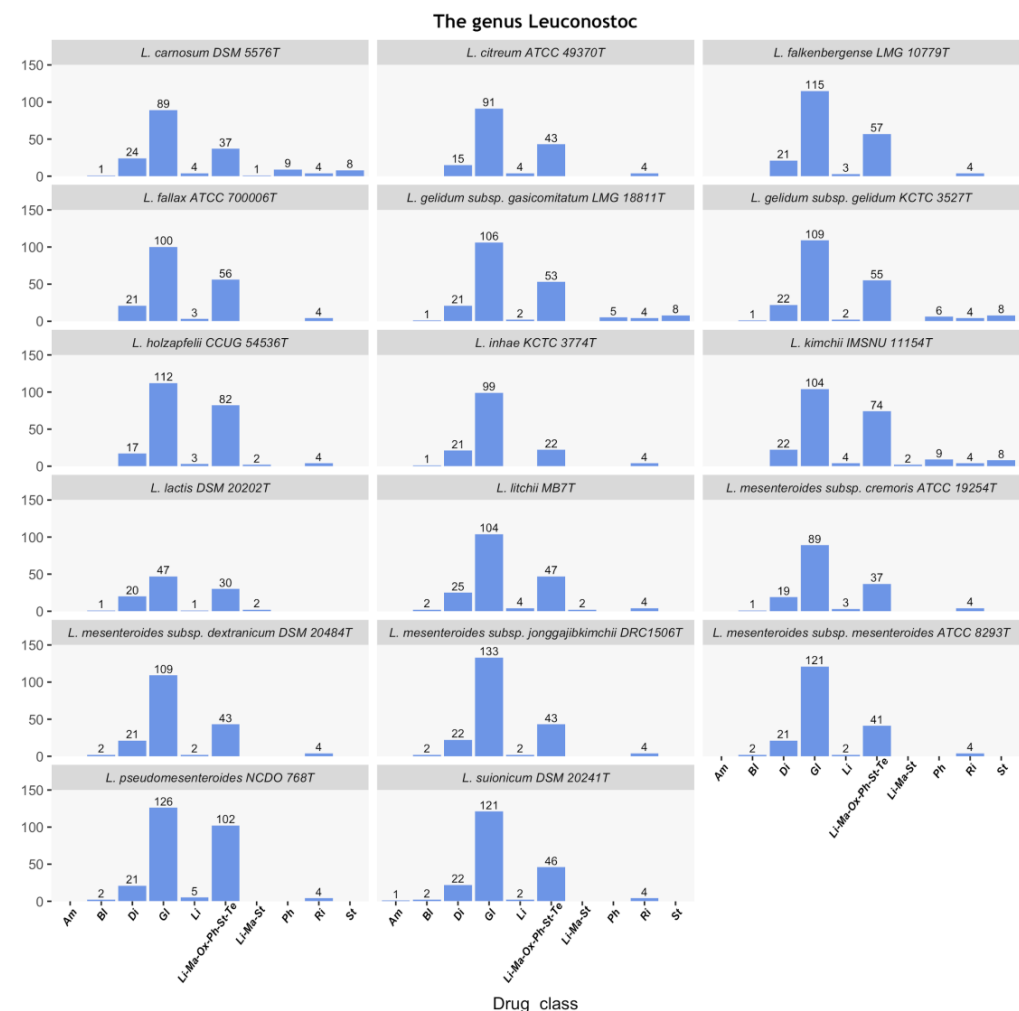 The genus Leuconostoc
L. carnosum DSM 5576T
L. citreum ATCC 49370T
L. falkenbergense LMG 10779T
150
100
50
0
1 24 89 4 37 1 9 4 8
15 91 4 43 4
21 115 3 57 4
L. fallax ATCC 700006T
L. gelidum subsp. gasicomitatum LMG 18811T
L. gelidum subsp. gelidum KCTC 3527T
150
100
50
0
21 100 3 56 4
1 21 106 2 53 5 4 8
1 22 109 2 55 6 4 8
L. holzapfelii CCUG 54536T
L. inhae KCTC 3774T
L. kimchii IMSNU 11154T
150
100
50
0
17 112 3 82 2 4
1 21 99 22 4
22 104 4 74 2 9 4 8
L. lactis DSM 20202T
L. litchii MB7T
L. mesenteroides subsp. cremoris ATCC 19254T
150
100
50
0
1 20 47 1 30 2
2 25 104 4 47 2 4
1 19 89 3 37 4
L. mesenteroides subsp. dextranicum DSM 20484T
L. mesenteroides subsp. jonggajibkimchii DRC1506T
L. mesenteroides subsp. mesenteroides ATCC 8293T
150
100
50
0
2 21 109 2 43 4
2 22 133 2 43 4
2 21 121 2 41 4
Am Bl Di Gl Li Li-Ma-Ox-Ph-St-Te Li-Ma-St Ph Ri St
L. pseudomesenteroides NCDO 768T
L. suionicum DSM 20241T
150
100
50
0
2 21 126 5 102 4
1 2 22 121 2 46 4
Am Bl Di Gl Li Li-Ma-Ox-Ph-St-Te Li-Ma-St Ph Ri St
Am Bl Di Gl Li Li-Ma-Ox-Ph-St-Te Li-Ma-St Ph Ri St
Drug_class